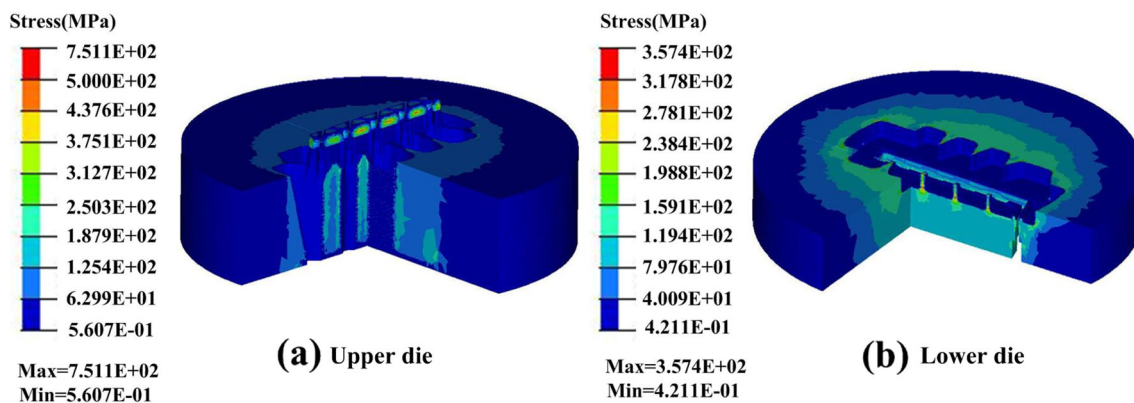 Stress(MPa)
7.511E+02
5.000E+02
4.376E+02
3.751E+02
3.127E+02
2.503E+02
1.879E+02
1.254E+02
6.299E+01
5.607E-01
Max=7.511E+02
Min=5.607E-01
(a) Upper die
Stress(MPa)
3.574E+02
3.178E+02
2.781E+02
2.384E+02
1.988E+02
1.591E+02
1.194E+02
7.976E+01
4.009E+01
4.211E-01
Max=3.574E+02
Min=4.211E-01
(b) Lower die